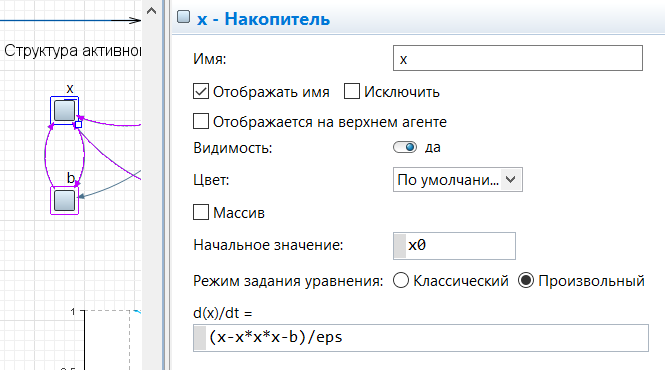 Структура активно
x
b
1
x - Накопитель
Имя:
x
Отображать имя
Исключить
Отображается на верхнем агенте
Видимость:
да
Цвет:
По умолчани...
Массив
Начальное значение:
x0
Режим задания уравнения:
Классический
Произвольный
d(x)/dt =
(x-x*x*x-b)/eps